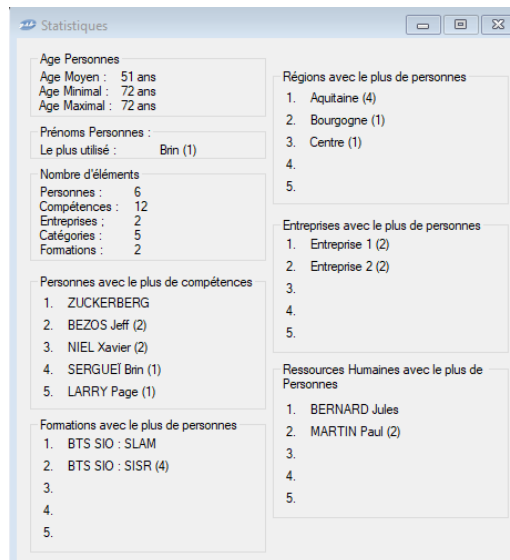 Statistiques
Age Personnes
Age Moyen : 51 ans
Age Minimal : 72 ans
Age Maximal : 72 ans
Prénoms Personnes :
Le plus utilisé : Brin (1)
Nombre d'éléments
Personnes : 6
Compétences : 12
Entreprises : 2
Catégories : 5
Formations : 2
Personnes avec le plus de compétences
1. ZUCKERBERG
2. BEZOS Jeff (2)
3. NIEL Xavier (2)
4. SERGUEÏ Brin (1)
5. LARRY Page (1)
Formations avec le plus de personnes
1. BTS SIO : SLAM
2. BTS SIO : SISR (4)
3.
4.
5.
Régions avec le plus de personnes
1. Aquitaine (4)
2. Bourgogne (1)
3. Centre (1)
4.
5.
Entreprises avec le plus de personnes
1. Entreprise 1 (2)
2. Entreprise 2 (2)
3.
4.
5.
Ressources Humaines avec le plus de
Personnes
1. BERNARD Jules
2. MARTIN Paul (2)
3.
4.
5.